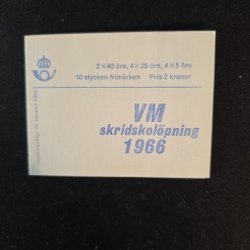 2×40 öre, 4×25 öre, 4×5 öre
10 stycken frimärken Pris 2 kronor
VM
skridskolöpning
1966